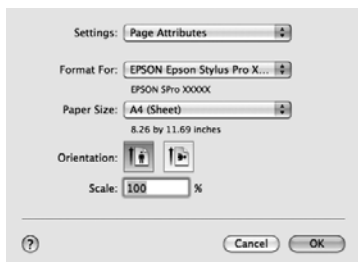 Settings: Page Attributes
Format For: EPSON Epson Stylus Pro X...
EPSON SPro XXXXX
Paper Size: A4 (Sheet)
8.26 by 11.69 inches
Orientation:
Scale: 100 %
? Cancel OK